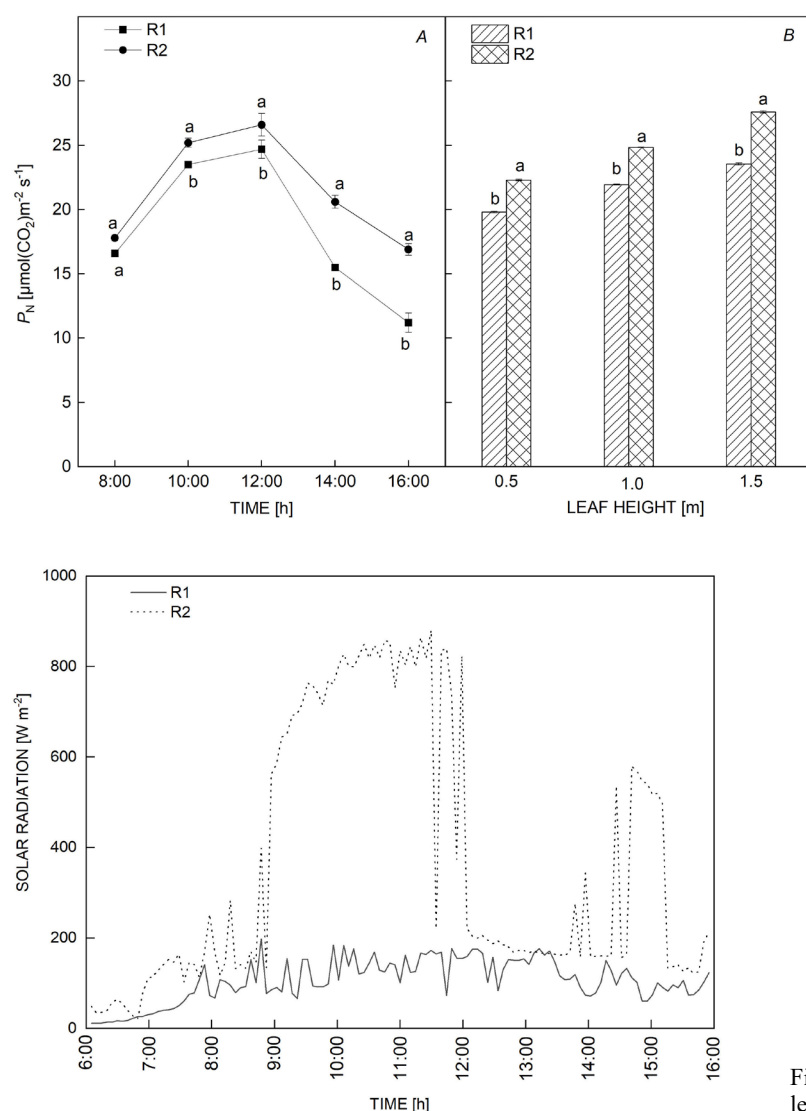 R1
R2
A
35
30
25
20
15
10
5
0
P_N [µmol(CO₂)m⁻² s⁻¹]
a
a
a
a
a
a
b
b
b
b
8:00 10:00 12:00 14:00 16:00
TIME [h]
R1
R2
B
b
a
b
a
b
a
0.5 1.0 1.5
LEAF HEIGHT [m]
R1
R2
1000
800
600
400
200
0
SOLAR RADIATION [W m⁻²]
6:00 7:00 8:00 9:00 10:00 11:00 12:00 13:00 14:00 15:00 16:00
TIME [h]
Fi
le